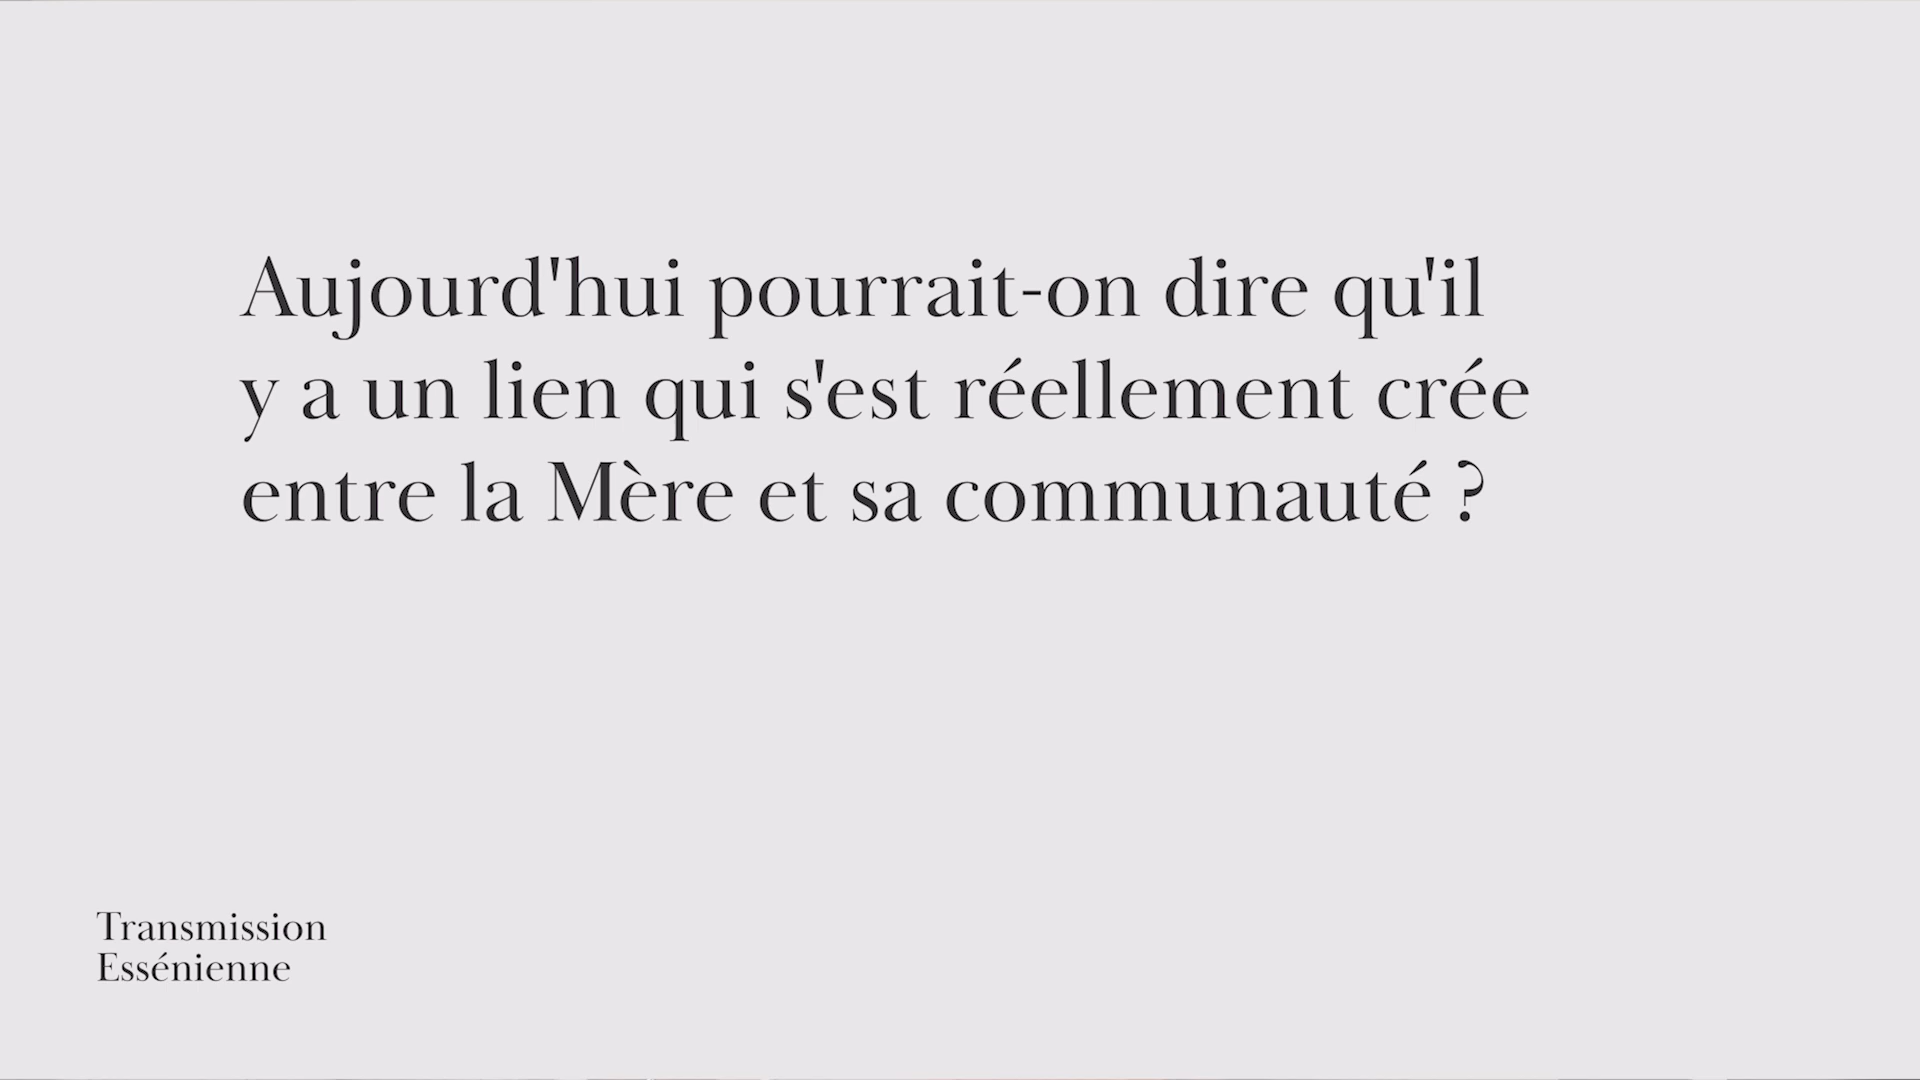 Aujourd'hui pourrait-on dire qu'il
y a un lien qui s'est réellement crée
entre la Mère et sa communauté ?
Transmission
Essénienne